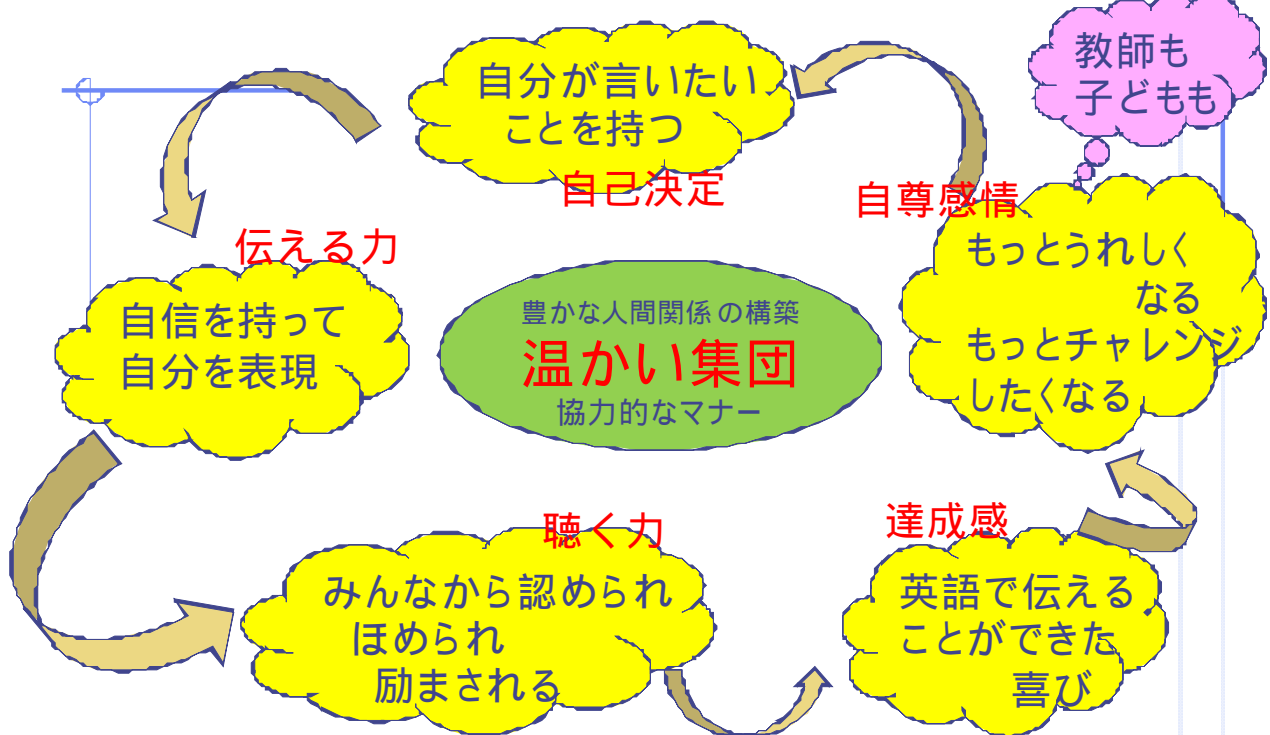 自分が言いたい
ことを持つ
自己決定
教師も
子どもも
自尊感情
もっとうれしく
なる
もっとチャレンジ
したくなる
伝える力
自信を持って
自分を表現
豊かな人間関係の構築
温かい集団
協力的なマナー
聴く力
みんなから認められ
ほめられ
励まされる
達成感
英語で伝える
ことができた
喜び